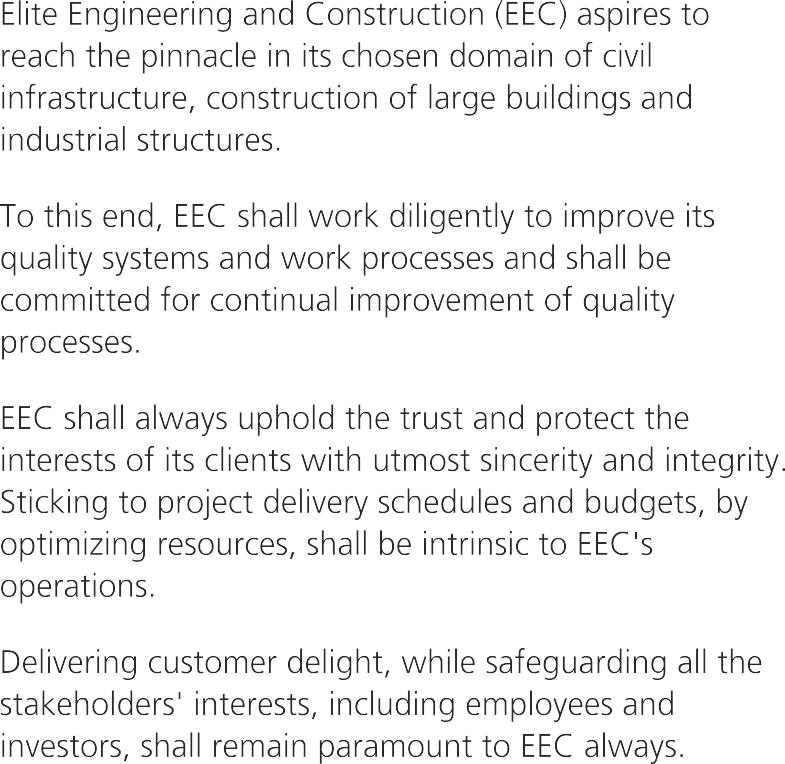 Elite Engineering and Construction (EEC) aspires to
reach the pinnacle in its chosen domain of civil
infrastructure, construction of large buildings and
industrial structures.
To this end, EEC shall work diligently to improve its
quality systems and work processes and shall be
committed for continual improvement of quality
processes.
EEC shall always uphold the trust and protect the
interests of its clients with utmost sincerity and integrity.
Sticking to project delivery schedules and budgets, by
optimizing resources, shall be intrinsic to EEC's
operations.
Delivering customer delight, while safeguarding all the
stakeholders' interests, including employees and
investors, shall remain paramount to EEC always.